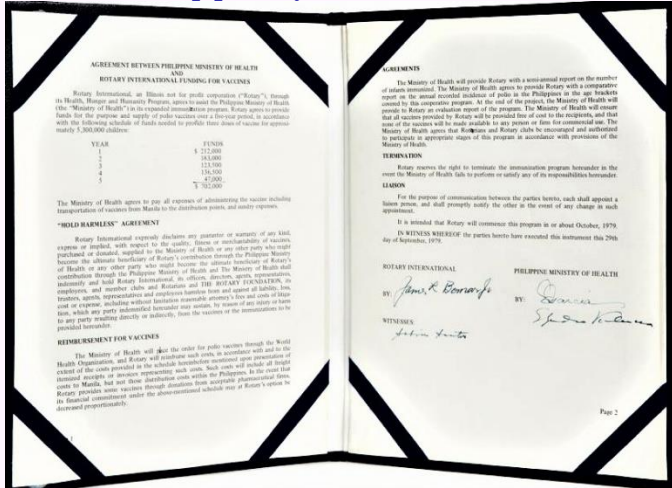 AGREEMENT BETWEEN PHILIPPINE MINISTRY OF HEALTH
AND
ROTARY INTERNATIONAL FUNDING FOR VACCINES
Rotary International, an Illinois not for profit corporation ("Rotary"), through
its Health, Hunger and Humanity Program, agrees to assist the Philippine Ministry of Health
(the "Ministry of Health") in its expanded immunization program. Rotary agrees to provide
funds for the purpose and supply of polio vaccines over a five-year period, in accordance
with the following schedule of funds needed to provide three doses of vaccine for approxi-
mately 5,300,000 children:
YEAR FUNDS
1 $ 212,000
2 183,000
3 123,500
4 136,500
5 47,000
$ 702,000
The Ministry of Health agrees to pay all expenses of administering the vaccine including
transportation of vaccines from Manila to the distribution points, and sundry expenses.
"HOLD HARMLESS" AGREEMENT
Rotary International expressly disclaims any guarantee or warranty of any kind,
express or implied, with respect to the quality, fitness or merchantability of vaccines
purchased or donated, supplied to the Ministry of Health or any other party who might
become the ultimate beneficiary of Rotary's contribution through the Philippine Ministry
of Health or any other party who might become the ultimate beneficiary of Rotary's
contribution through the Philippine Ministry of Health and The Ministry of Health shall
indemnify and hold Rotary International, its officers, directors, agents, representatives,
employees, and member clubs and Rotarians and THE ROTARY FOUNDATION, its
trustees, agents, representatives and employees harmless from and against all liability, loss,
cost or expense, including without limitation reasonable attorney's fees and costs of litiga-
tion, which any party indemnified hereunder may sustain, by reason of any injury or harm
to any party resulting directly or indirectly, from the vaccines or the immunizations to be
provided hereunder.
REIMBURSEMENT FOR VACCINES
The Ministry of Health will place the order for polio vaccines through the World
Health Organization, and Rotary will reimburse such costs, in accordance with and to the
extent of the costs provided in the schedule hereinbefore mentioned upon presentation of
itemized receipts or invoices representing such costs. Such costs will include all freight
costs to Manila, but not those distribution costs within the Philippines. In the event that
Rotary provides some vaccines through donations from acceptable pharmaceutical firms,
its financial commitment under the above-mentioned schedule may at Rotary's option be
decreased proportionately.
1
AGREEMENTS
The Ministry of Health will provide Rotary with a semi-annual report on the number
of infants immunized. The Ministry of Health agrees to provide Rotary with a comparative
report on the annual recorded incidence of polio in the Philippines in the age brackets
covered by this cooperative program. At the end of the project, the Ministry of Health will
provide to Rotary an evaluation report of the program. The Ministry of Health will ensure
that all vaccines provided by Rotary will be provided free of cost to the recipients, and that
none of the vaccines will be made available to any person or firm for commercial use. The
Ministry of Health agrees that Rotarians and Rotary clubs be encouraged and authorized
to participate in appropriate stages of this program in accordance with provisions of the
Ministry of Health.
TERMINATION
Rotary reserves the right to terminate the immunization program hereunder in the
event the Ministry of Health fails to perform or satisfy any of its responsibilities hereunder.
LIAISON
For the purpose of communication between the parties hereto, each shall appoint a
liaison person, and shall promptly notify the other in the event of any change in such
appointment.
It is intended that Rotary will commence this program in or about October, 1979.
IN WITNESS WHEREOF the parties hereto have executed this instrument this 29th
day of September, 1979.
ROTARY INTERNATIONAL PHILIPPINE MINISTRY OF HEALTH
BY: James R. Bomar Jr BY:
WITNESSES:
Page 2